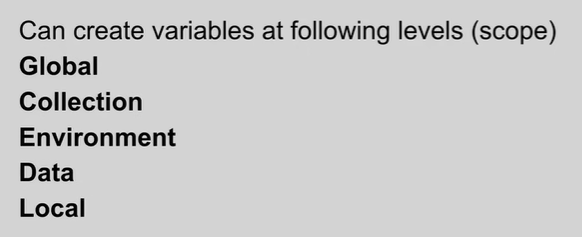 Can create variables at following levels (scope)
Global
Collection
Environment
Data
Local